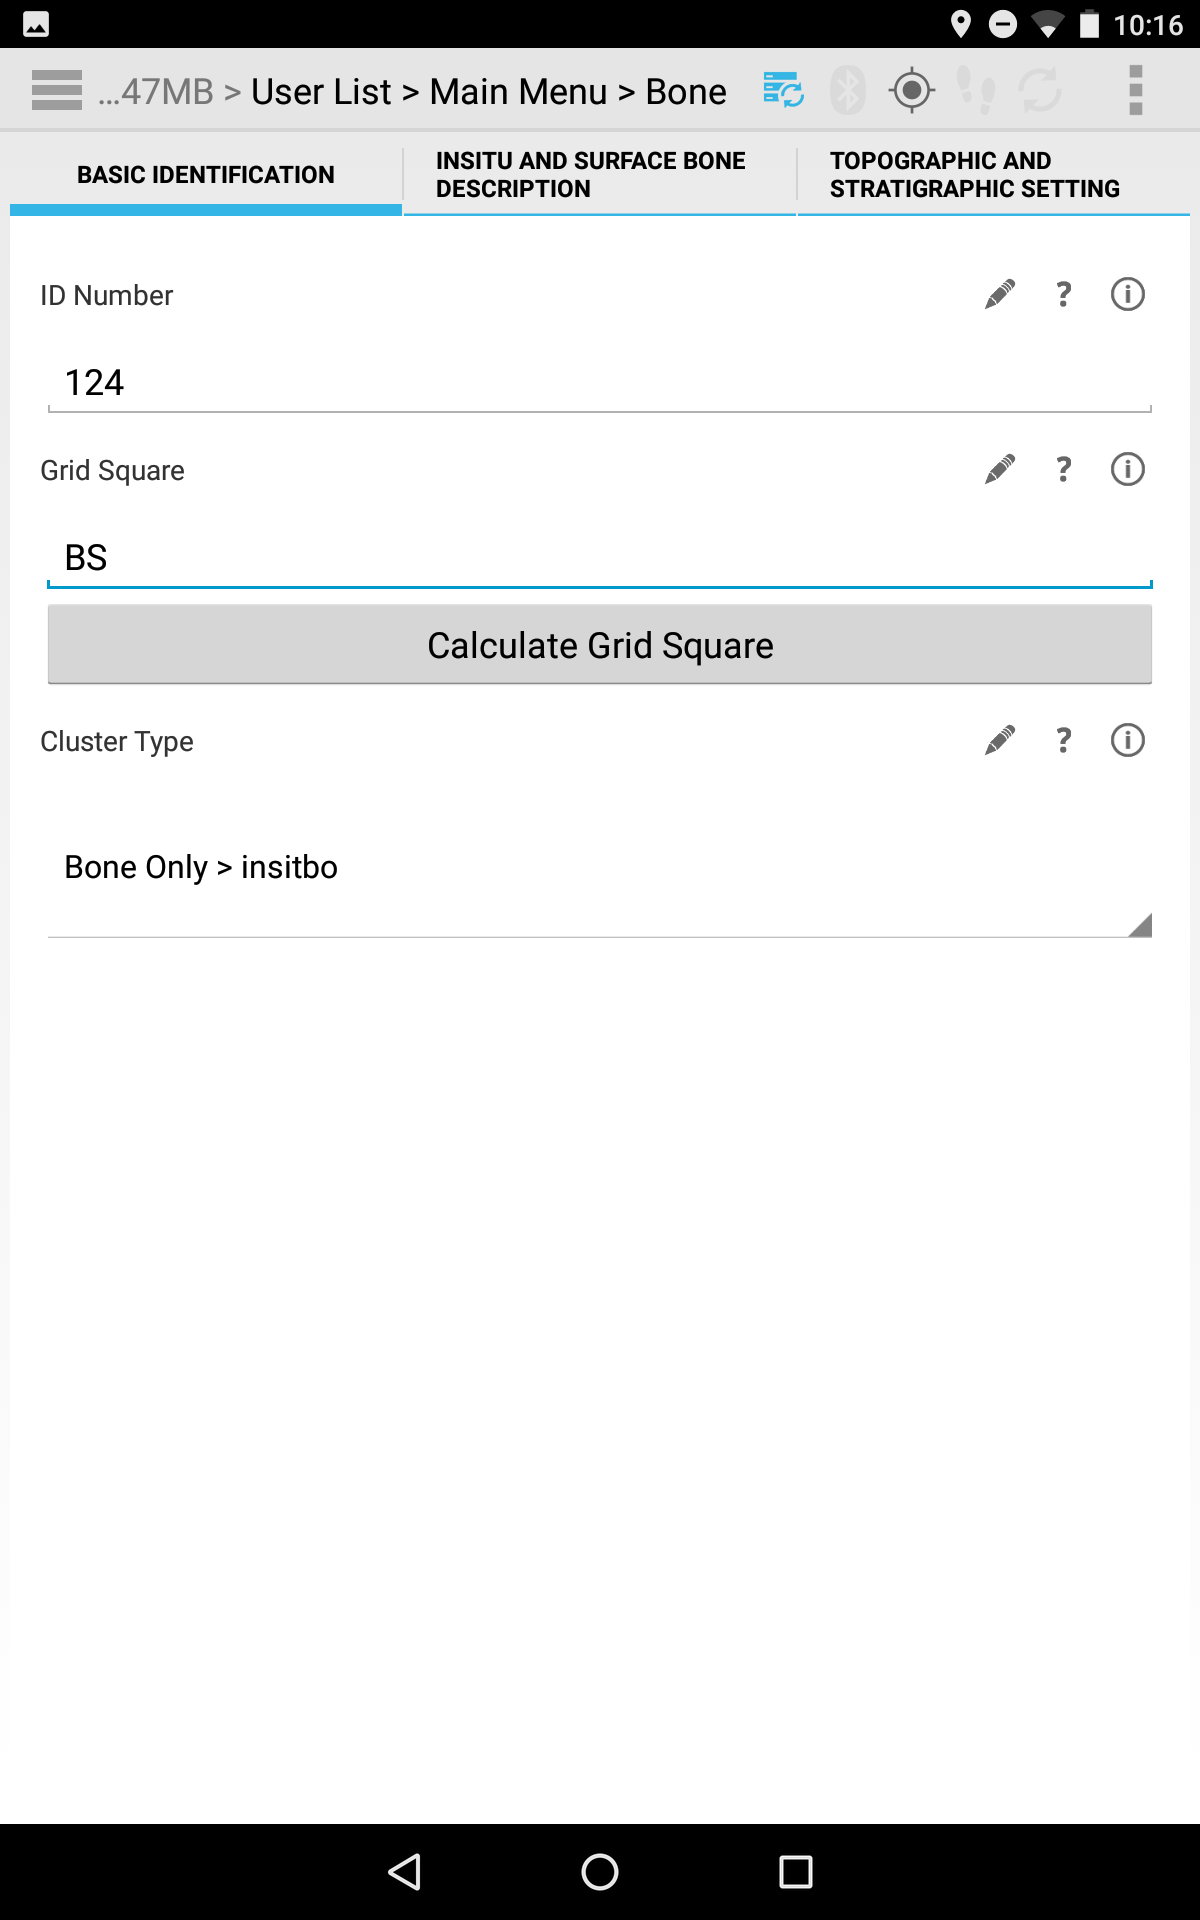 10:16
...47MB > User List > Main Menu > Bone
BASIC IDENTIFICATION
INSITU AND SURFACE BONE
DESCRIPTION
TOPOGRAPHIC AND
STRATIGRAPHIC SETTING
ID Number
?
124
Grid Square
?
BS
Calculate Grid Square
Cluster Type
?
Bone Only > insitbo